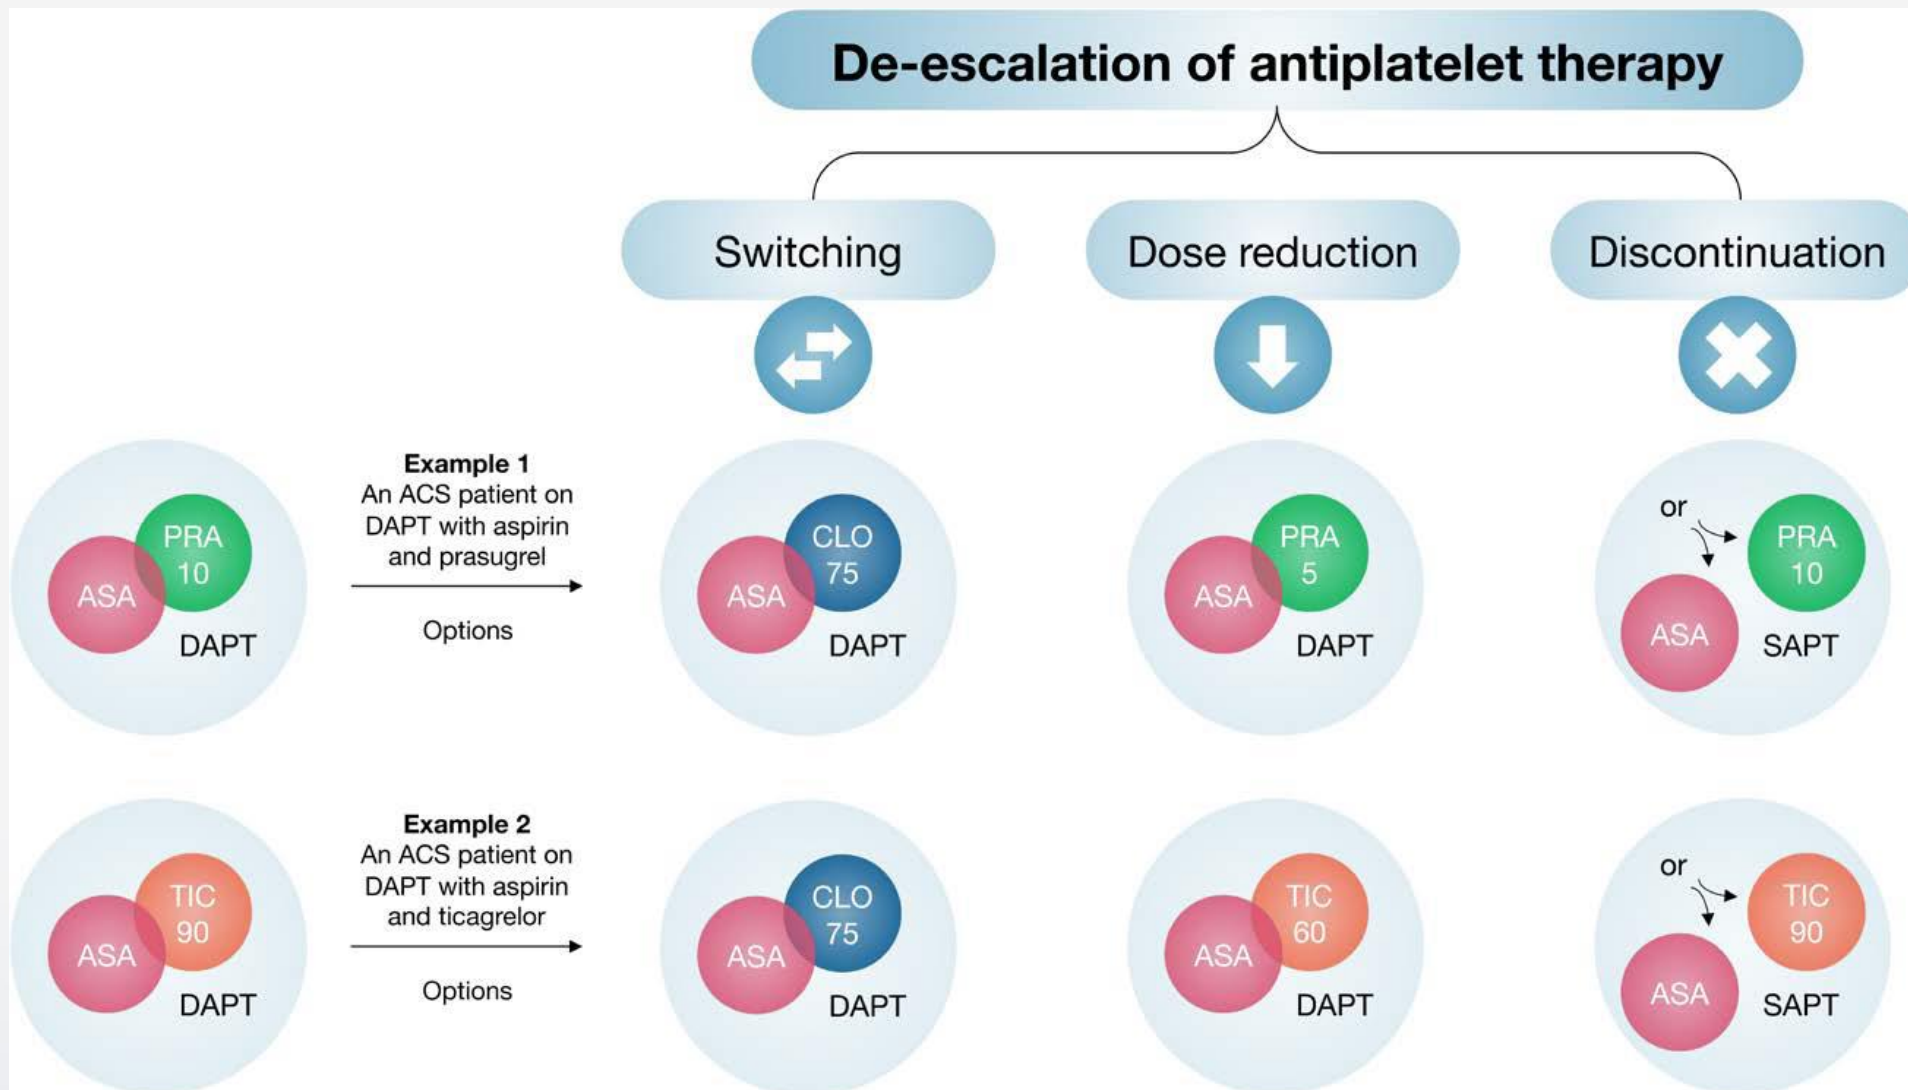 De-escalation of antiplatelet therapy
Switching
Dose reduction
Discontinuation
ASA
PRA
10
DAPT
Example 1
An ACS patient on
DAPT with aspirin
and prasugrel
Options
ASA
CLO
75
DAPT
ASA
PRA
5
DAPT
or
PRA
10
ASA
SAPT
ASA
TIC
90
DAPT
Example 2
An ACS patient on
DAPT with aspirin
and ticagrelor
Options
ASA
CLO
75
DAPT
ASA
TIC
60
DAPT
or
TIC
90
ASA
SAPT